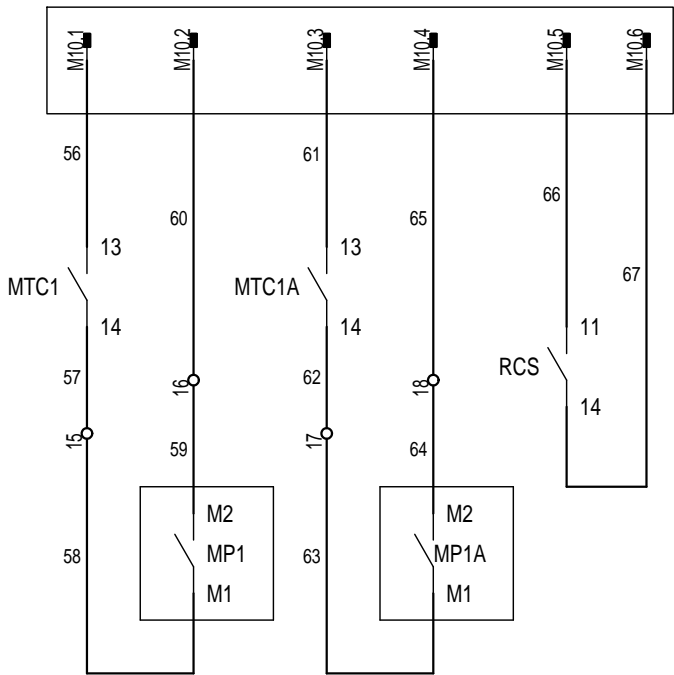 M10.1 M10.2 M10.3 M10.4 M10.5 M10.6
56 61
66
60 65
13 13
67
MTC1 MTC1A
14 14 11
RCS
57 16 62 18
14
15 17
59 64
M2 M2
58 MP1 63 MP1A
M1 M1